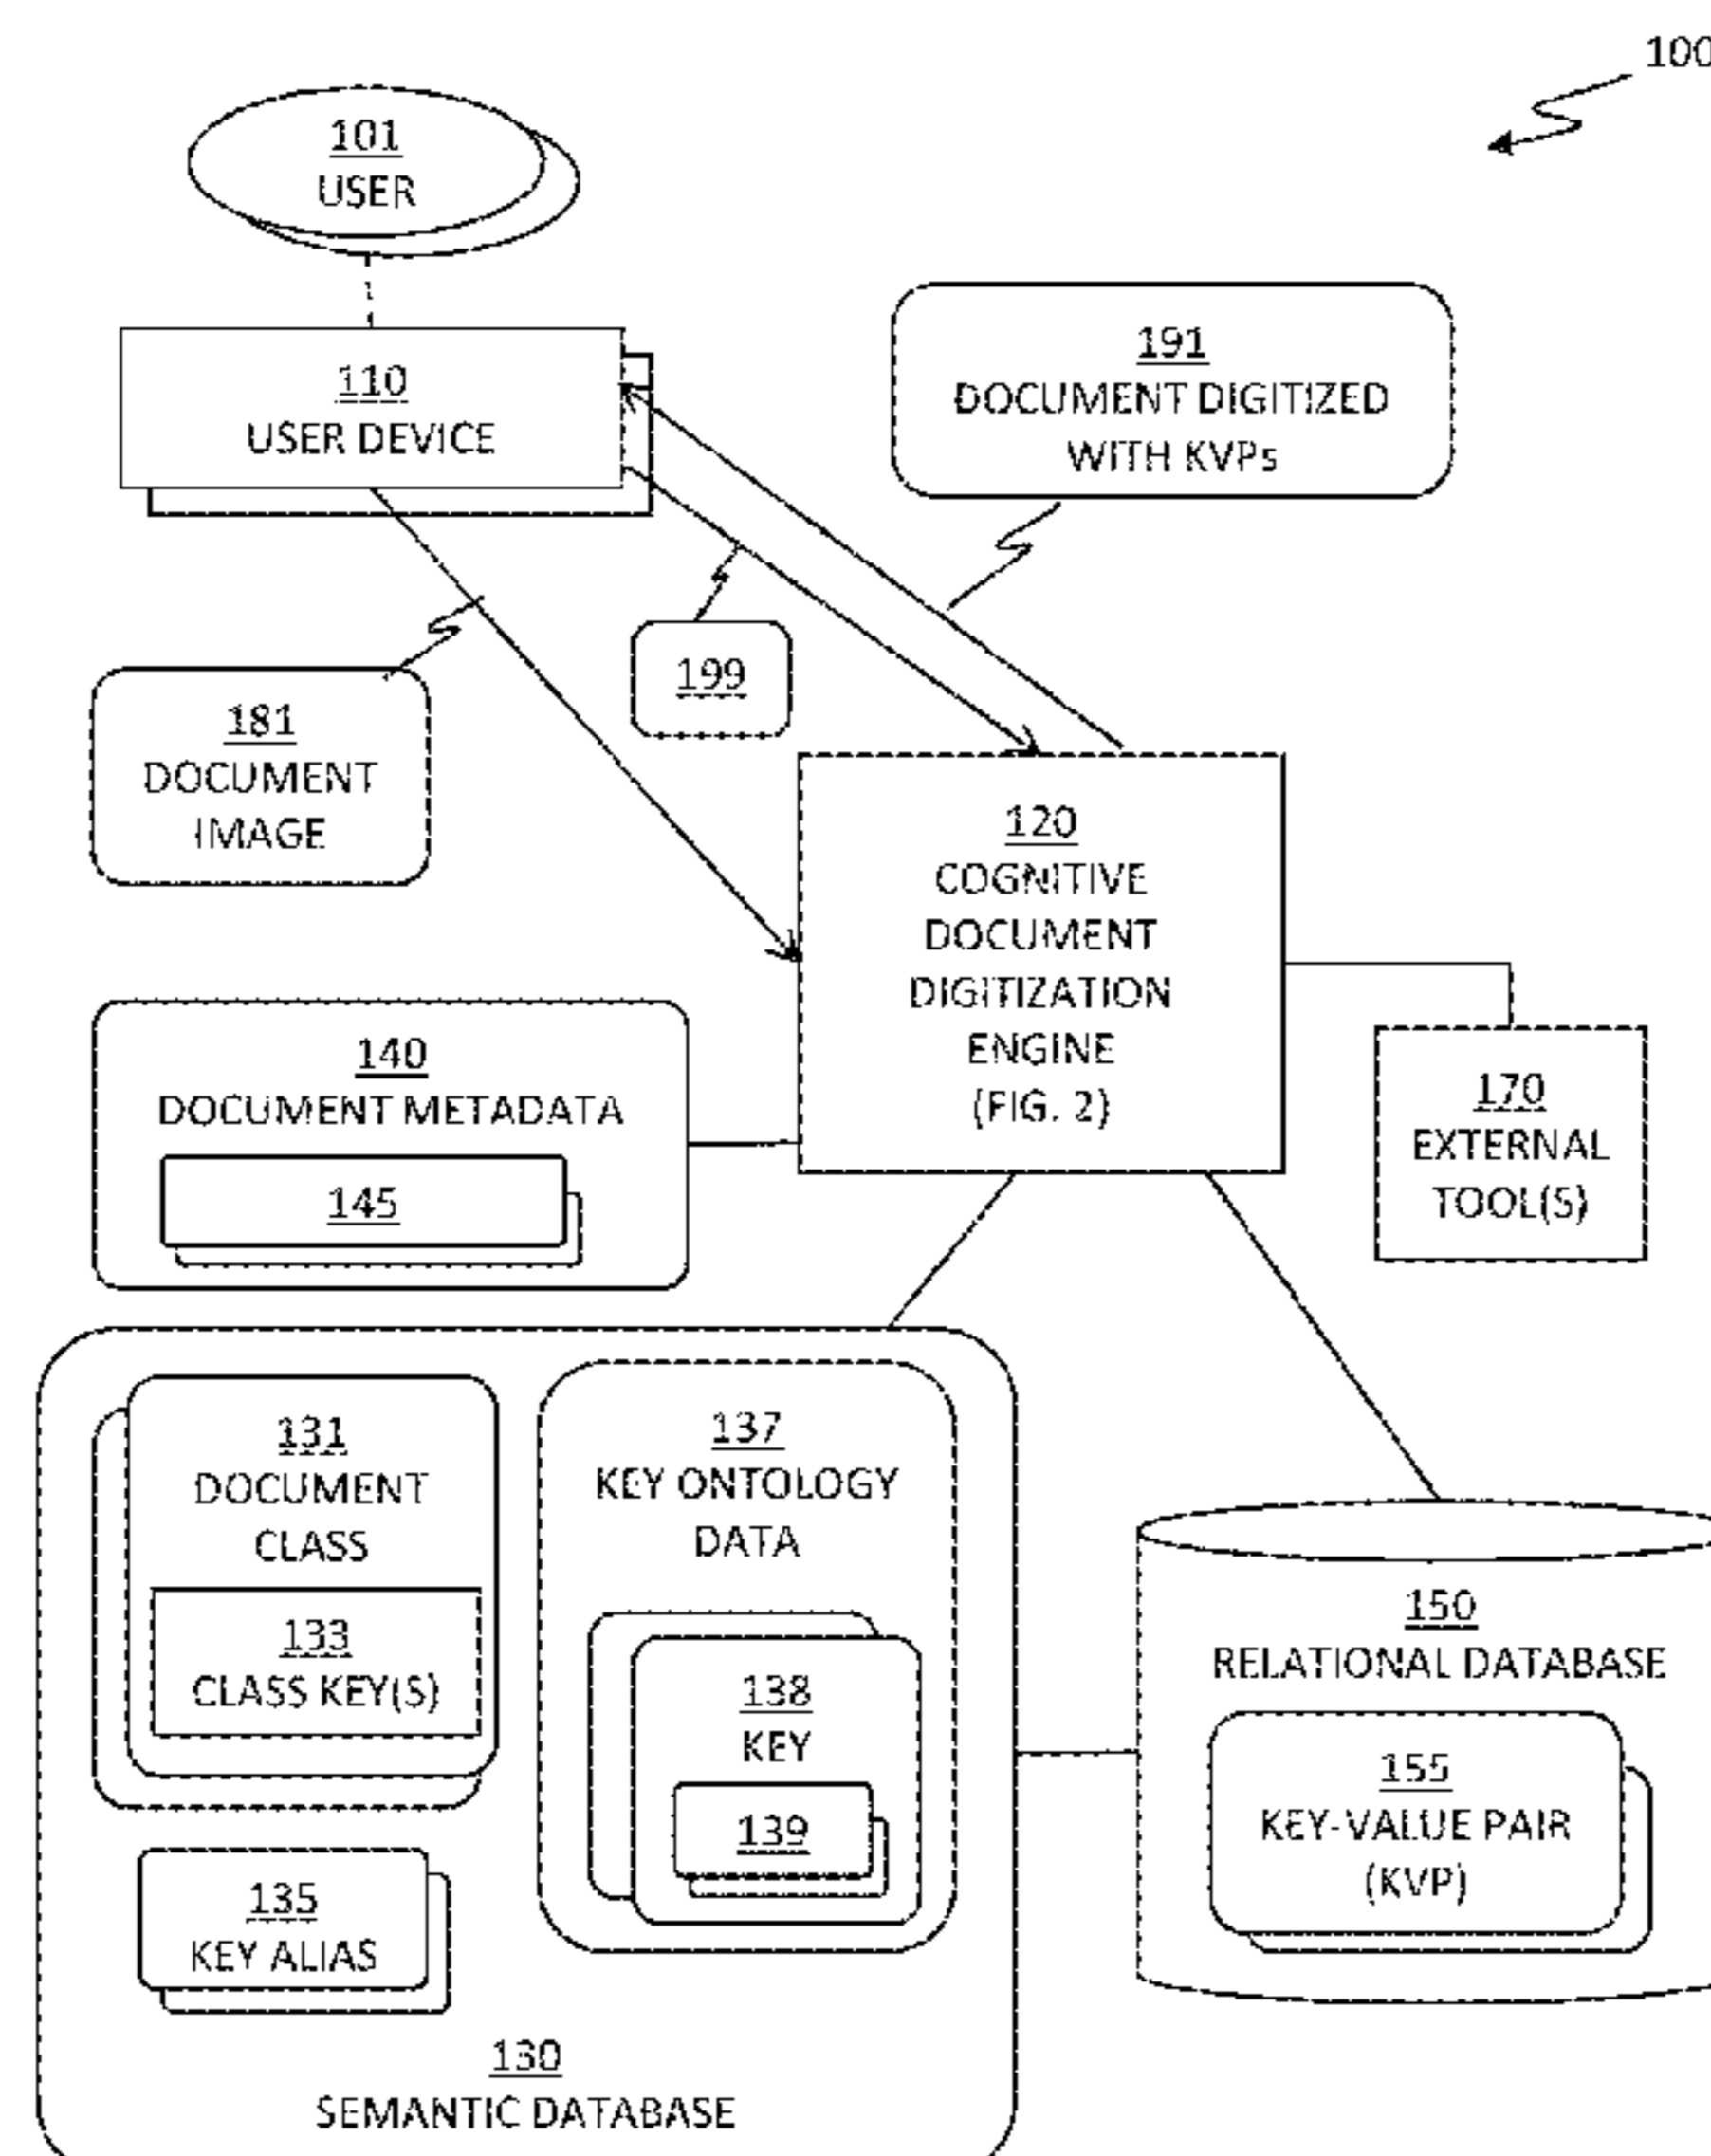 100
101
USER
110
USER DEVICE
191
DOCUMENT DIGITIZED
WITH KVPs
199
181
DOCUMENT
IMAGE
120
COGNITIVE
DOCUMENT
DIGITIZATION
ENGINE
(FIG. 2)
140
DOCUMENT METADATA
145
170
EXTERNAL
TOOL(S)
131
DOCUMENT
CLASS
133
CLASS KEY(S)
135
KEY ALIAS
137
KEY ONTOLOGY
DATA
138
KEY
139
130
SEMANTIC DATABASE
150
RELATIONAL DATABASE
155
KEY-VALUE PAIR
(KVP)